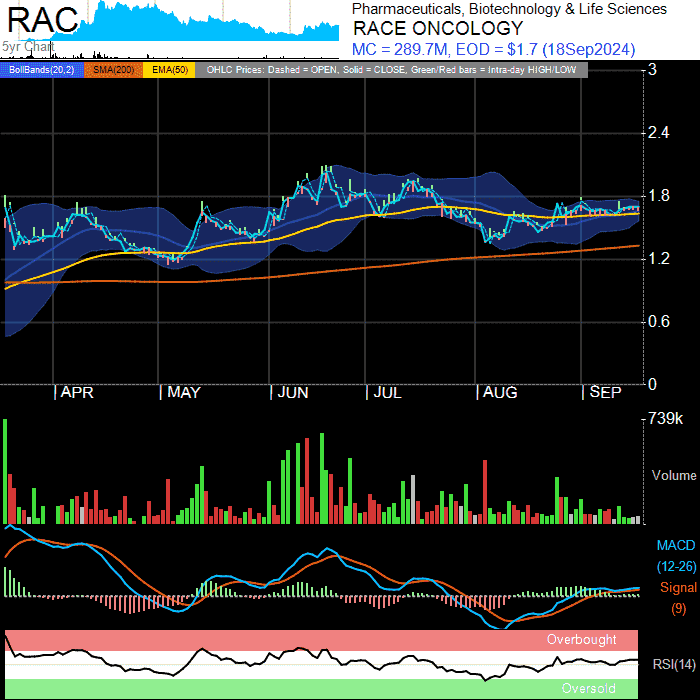 RAC
5yr Chart
Pharmaceuticals, Biotechnology & Life Sciences
RACE ONCOLOGY
MC = 289.7M, EOD = $1.7 (18Sep2024)
BollBands(20,2) SMA(200) EMA(50) OHLC Prices: Dashed = OPEN, Solid = CLOSE, Green/Red bars = Intra-day HIGH/LOW
3
2.4
1.8
1.2
0.6
0
APR MAY JUN JUL AUG SEP
739k
Volume
MACD
(12-26)
Signal
(9)
Overbought
RSI(14)
Oversold